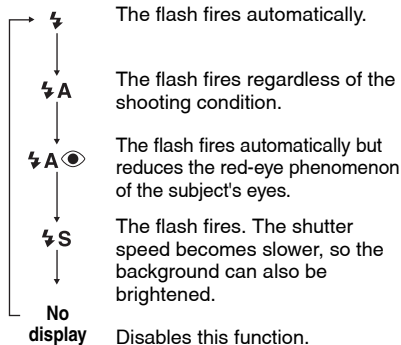 The flash fires automatically.
A
The flash fires regardless of the
shooting condition.
A
The flash fires automatically but
reduces the red-eye phenomenon
of the subject's eyes.
S
The flash fires. The shutter
speed becomes slower, so the
background can also be
brightened.
No
display
Disables this function.